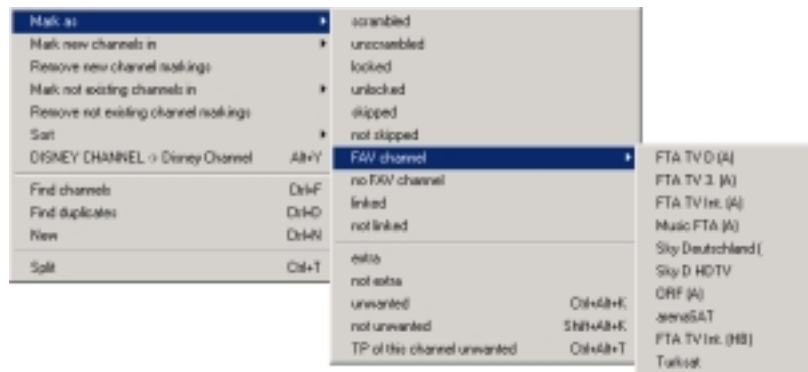 Mark as
Mark new channels in
Remove new channel markings
Mark not existing channels in
Remove not existing channel markings
Sort
DISNEY CHANNEL -> Disney Channel Alt+Y
Find channels Ctrl+F
Find duplicates Ctrl+D
New Ctrl+N
Split Ctrl+T
scrambled
unscrambled
locked
unlocked
skipped
not skipped
FAV channel
no FAV channel
linked
not linked
extra
not extra
unwanted Ctrl+Alt+K
not unwanted Shift+Alt+K
TP of this channel unwanted Ctrl+Alt+T
FTA TV D (A)
FTA TV 3. (A)
FTA TV Int. (A)
Music FTA (A)
Sky Deutschland (
Sky D HDTV
ORF (A)
arenaSAT
FTA TV Int. (HB)
Turksat